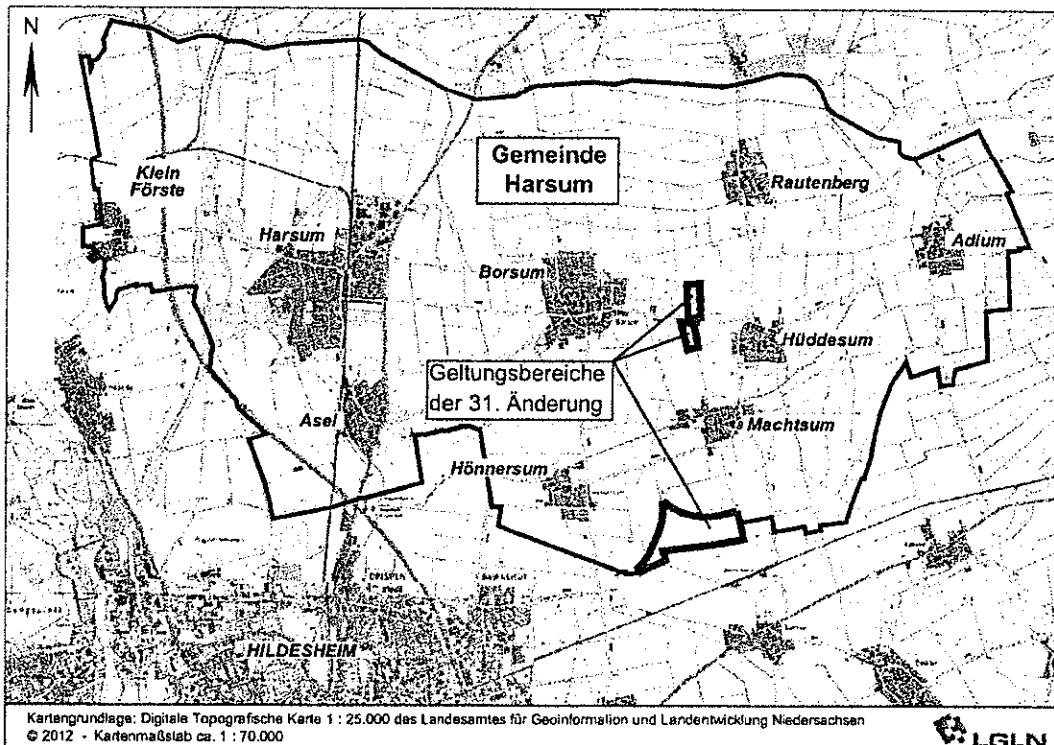 N
Gemeinde
Harsum
Klein
Förste
Rautenberg
Harsum
Adlum
Borsum
Hüddesum
Geltungsbereiche
der 31. Änderung
Asel
Machtsum
Hönnersum
HILDESHEIM
Kartengrundlage: Digitale Topografische Karte 1 : 25.000 des Landesamtes für Geoinformation und Landentwicklung Niedersachsen
© 2012 - Kartenmaßstab ca. 1 : 70.000
LGLN